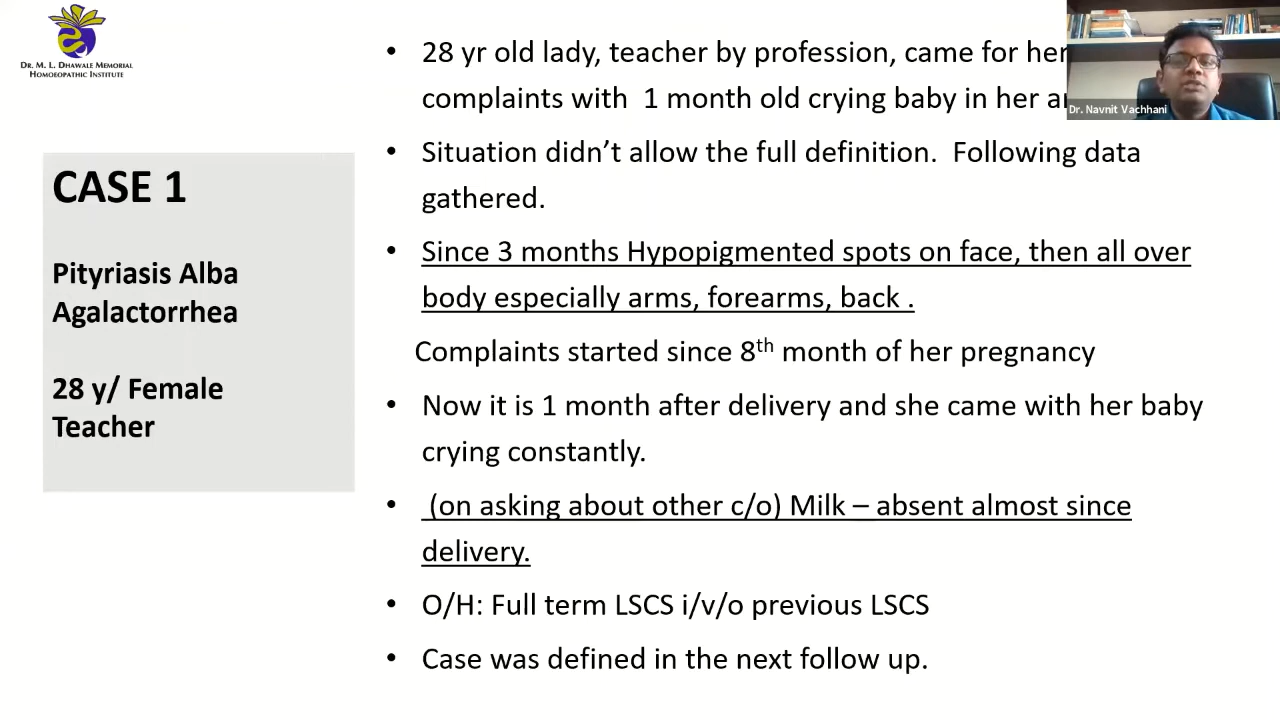 DR. M. L. DHAWALE MEMORIAL
HOMOEOPATHIC INSTITUTE
CASE 1
Pityriasis Alba
Agalactorrhea
28 y/ Female
Teacher
• 28 yr old lady, teacher by profession, came for her
complaints with 1 month old crying baby in her
• Situation didn’t allow the full definition. Following data
gathered.
• Since 3 months Hypopigmented spots on face, then all over
body especially arms, forearms, back .
Complaints started since 8th month of her pregnancy
• Now it is 1 month after delivery and she came with her baby
crying constantly.
• (on asking about other c/o) Milk – absent almost since
delivery.
• O/H: Full term LSCS i/v/o previous LSCS
• Case was defined in the next follow up.
Dr. Navnit Vachhani